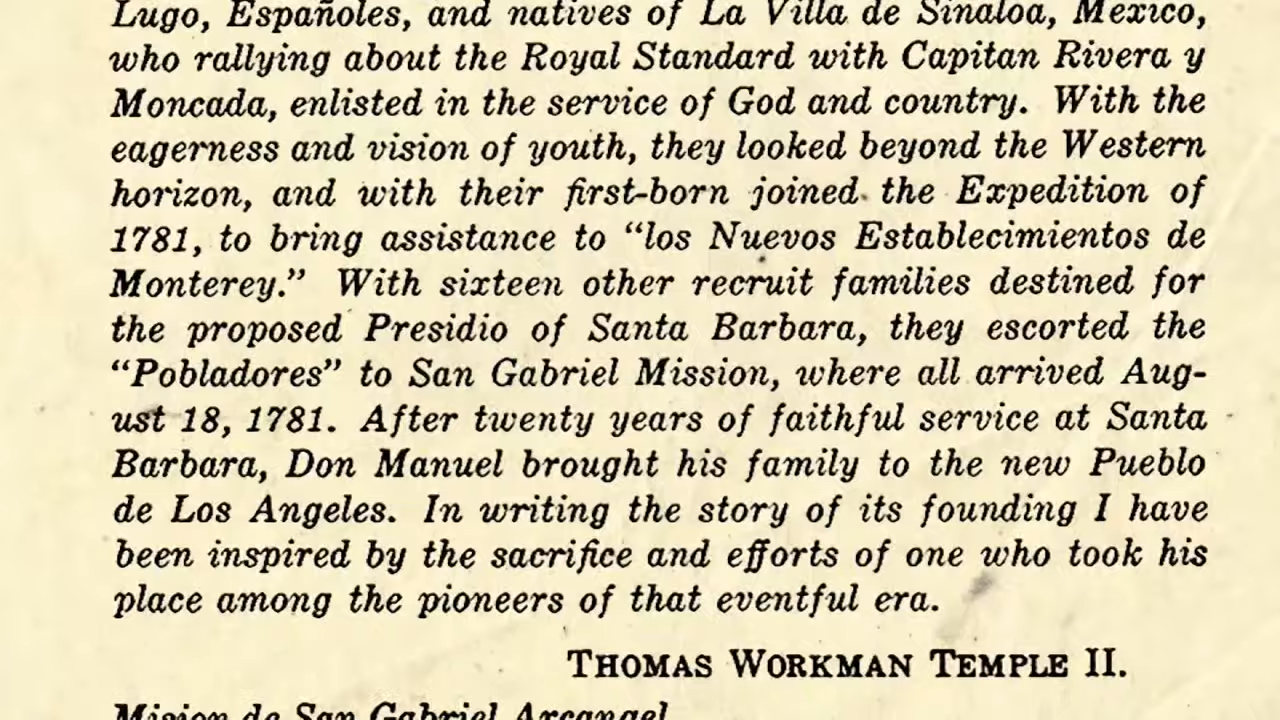 Lugo, Españoles, and natives of La Villa de Sinaloa, Mexico,
who rallying about the Royal Standard with Capitan Rivera y
Moncada, enlisted in the service of God and country. With the
eagerness and vision of youth, they looked beyond the Western
horizon, and with their first-born joined the Expedition of
1781, to bring assistance to “los Nuevos Establecimientos de
Monterey.” With sixteen other recruit families destined for
the proposed Presidio of Santa Barbara, they escorted the
“Pobladores” to San Gabriel Mission, where all arrived Aug-
ust 18, 1781. After twenty years of faithful service at Santa
Barbara, Don Manuel brought his family to the new Pueblo
de Los Angeles. In writing the story of its founding I have
been inspired by the sacrifice and efforts of one who took his
place among the pioneers of that eventful era.
THOMAS WORKMAN TEMPLE II.
Mision de San Gabriel Arcangel